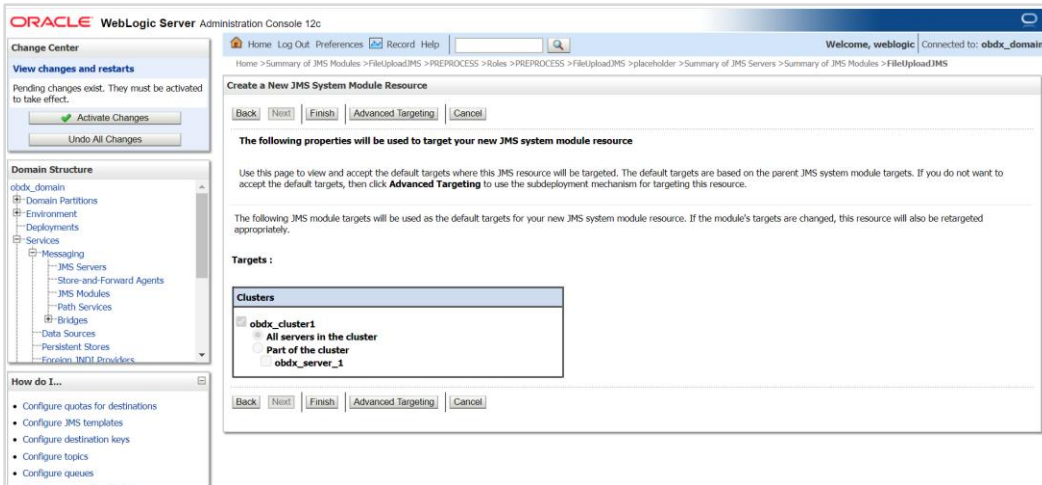 ORACLE WebLogic Server Administration Console 12c
Change Center
View changes and restarts
Pending changes exist. They must be activated
to take effect.
Activate Changes
Undo All Changes
Domain Structure
obdx_domain
Domain Partitions
Environment
Deployments
Services
Messaging
JMS Servers
Store-and-Forward Agents
JMS Modules
Path Services
Bridges
Data Sources
Persistent Stores
Foreign JNDI Providers
How do I...
Configure quotas for destinations
Configure JMS templates
Configure destination keys
Configure topics
Configure queues
Home Log Out Preferences Record Help
Welcome, weblogic Connected to: obdx_domain
Home >Summary of JMS Modules >FileUploadJMS >PREPROCESS >Roles >PREPROCESS >FileUploadJMS >placeholder >Summary of JMS Servers >Summary of JMS Modules >FileUploadJMS
Create a New JMS System Module Resource
Back Next Finish Advanced Targeting Cancel
The following properties will be used to target your new JMS system module resource
Use this page to view and accept the default targets where this JMS resource will be targeted. The default targets are based on the parent JMS system module targets. If you do not want to
accept the default targets, then click Advanced Targeting to use the subdeployment mechanism for targeting this resource.
The following JMS module targets will be used as the default targets for your new JMS system module resource. If the module's targets are changed, this resource will also be retargeted
appropriately.
Targets :
Clusters
obdx_cluster1
All servers in the cluster
Part of the cluster
obdx_server_1
Back Next Finish Advanced Targeting Cancel